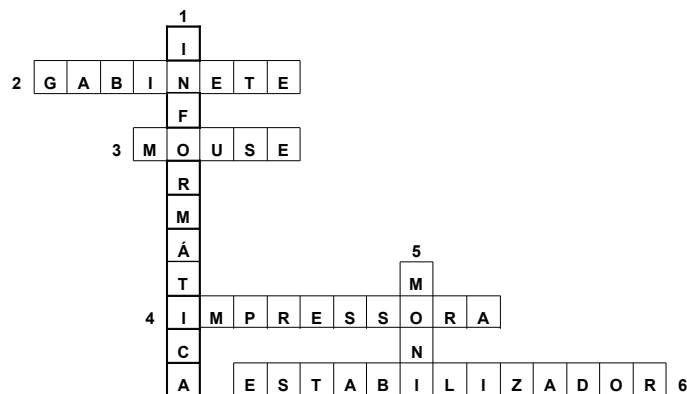 1
I
2 G A B I N E T E
F
3 M O U S E
R
M
Á 5
T M
4 I M P R E S S O R A
C N
A E S T A B I L I Z A D O R 6